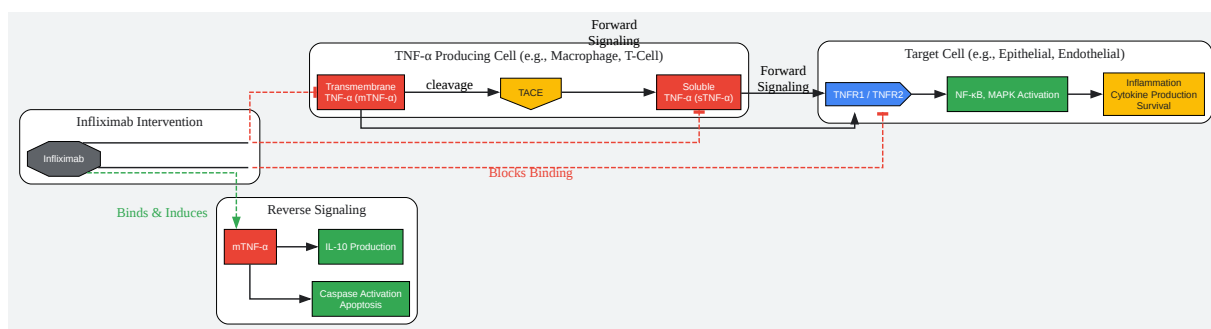 Forward
Signaling
TNF-α Producing Cell (e.g., Macrophage, T-Cell)
Transmembrane
TNF-α (mTNF-α)
cleavage
TACE
Soluble
TNF-α (sTNF-α)
Forward
Signaling
Target Cell (e.g., Epithelial, Endothelial)
TNFR1 / TNFR2
NF-κB, MAPK Activation
Inflammation
Cytokine Production
Survival
Infliximab Intervention
Infliximab
Blocks Binding
Binds & Induces
Reverse Signaling
mTNF-α
IL-10 Production
Caspase Activation
Apoptosis